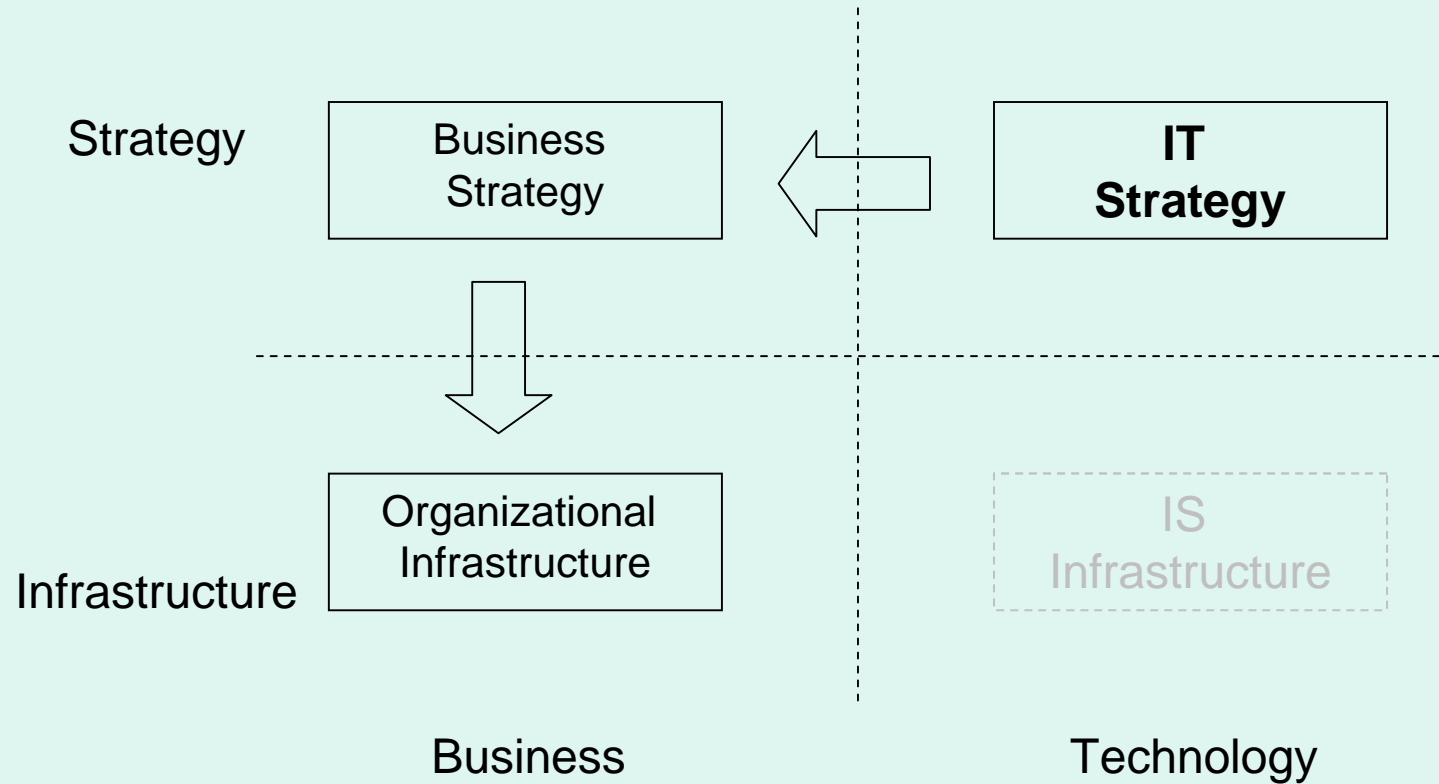 Strategy
Business
Strategy
IT
Strategy
Infrastructure
Organizational
Infrastructure
IS
Infrastructure
Business
Technology